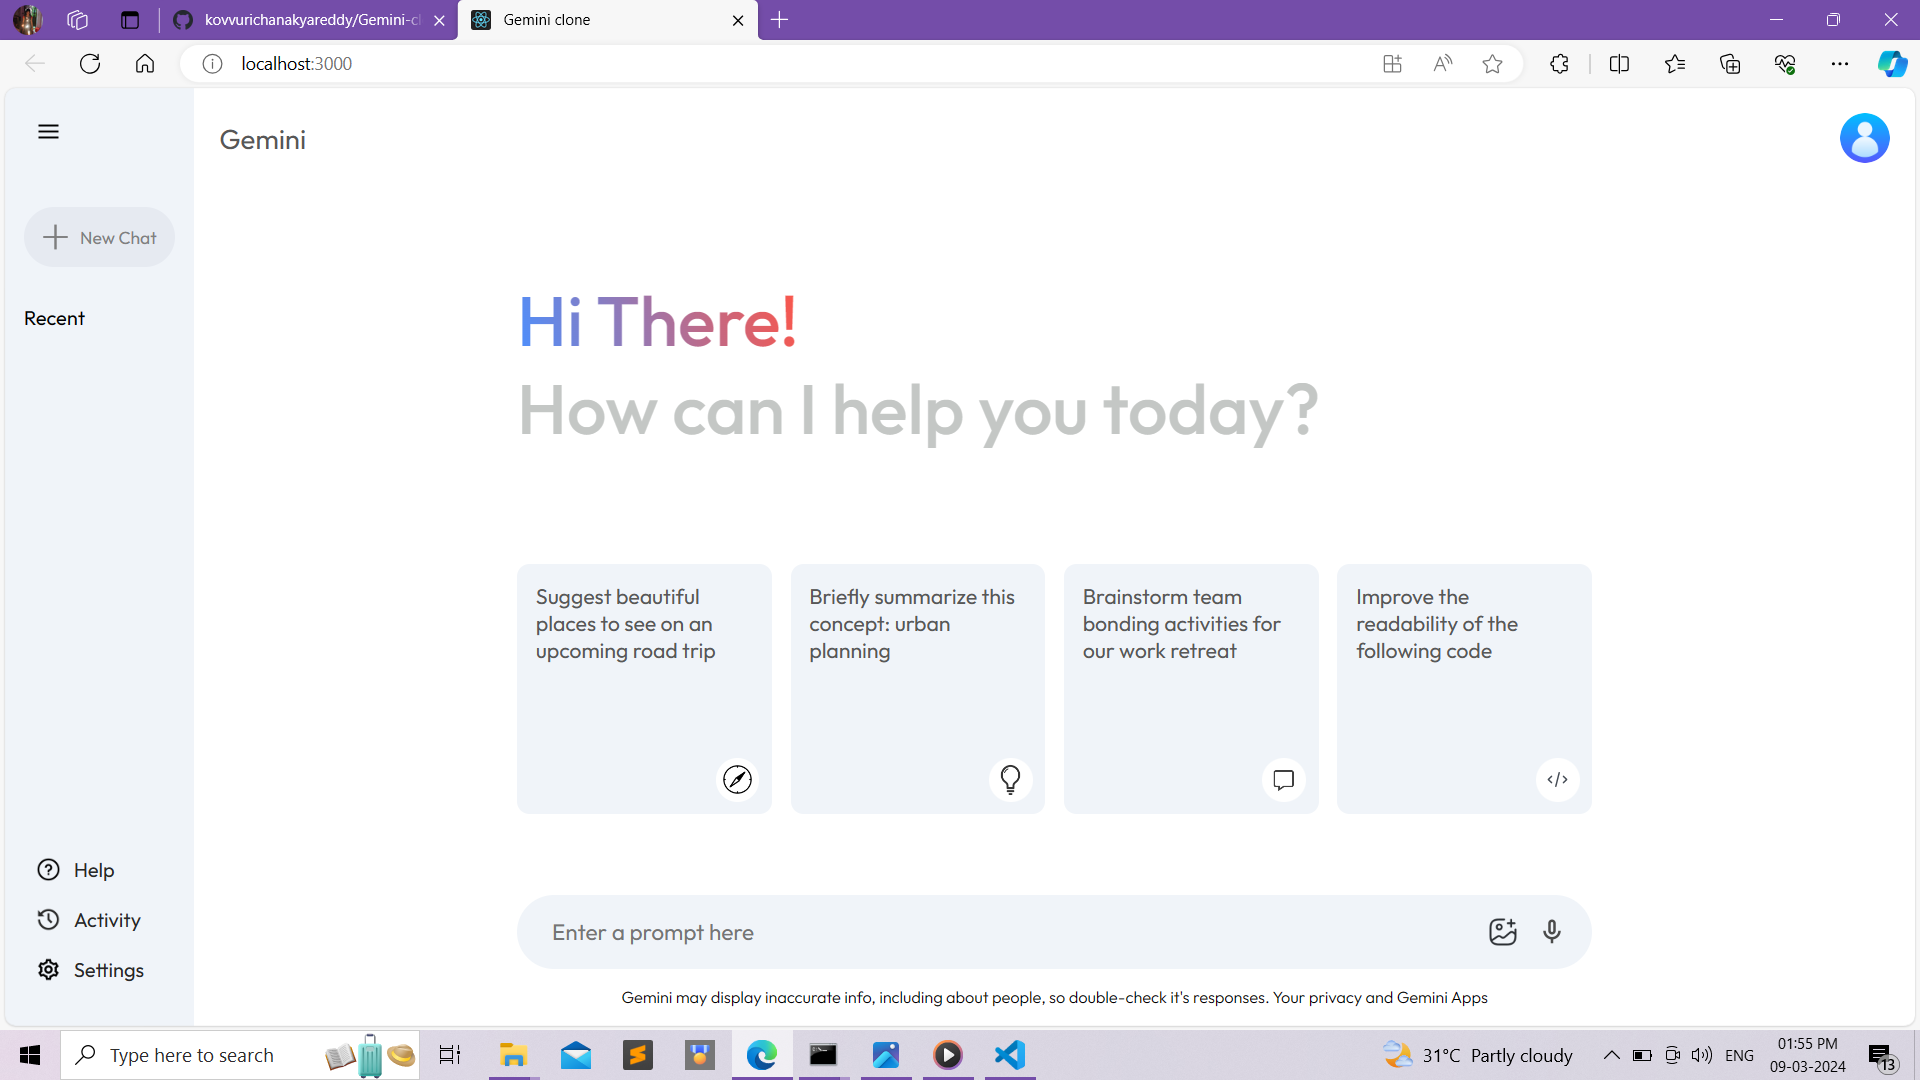 kovvurichanakyareddy/Gemini-cl
Gemini clone
localhost:3000
Gemini
New Chat
Recent
Hi There!
How can I help you today?
Suggest beautiful
places to see on an
upcoming road trip
Briefly summarize this
concept: urban
planning
Brainstorm team
bonding activities for
our work retreat
Improve the
readability of the
following code
</>
Help
Activity
Settings
Enter a prompt here
Gemini may display inaccurate info, including about people, so double-check it's responses. Your privacy and Gemini Apps
Type here to search
31°C Partly cloudy
ENG
01:55 PM
09-03-2024
13